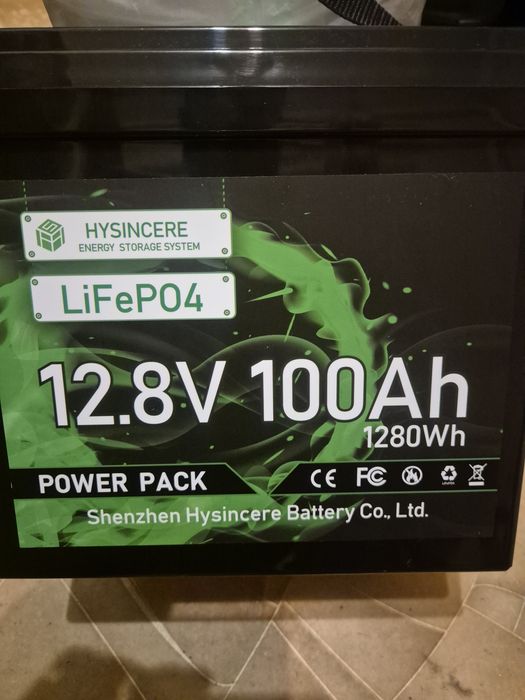 HYSINCERE
ENERGY STORAGE SYSTEM
LiFePO4
12.8V 100Ah
1280Wh
POWER PACK
CE FC
Shenzhen Hysincere Battery Co., Ltd.